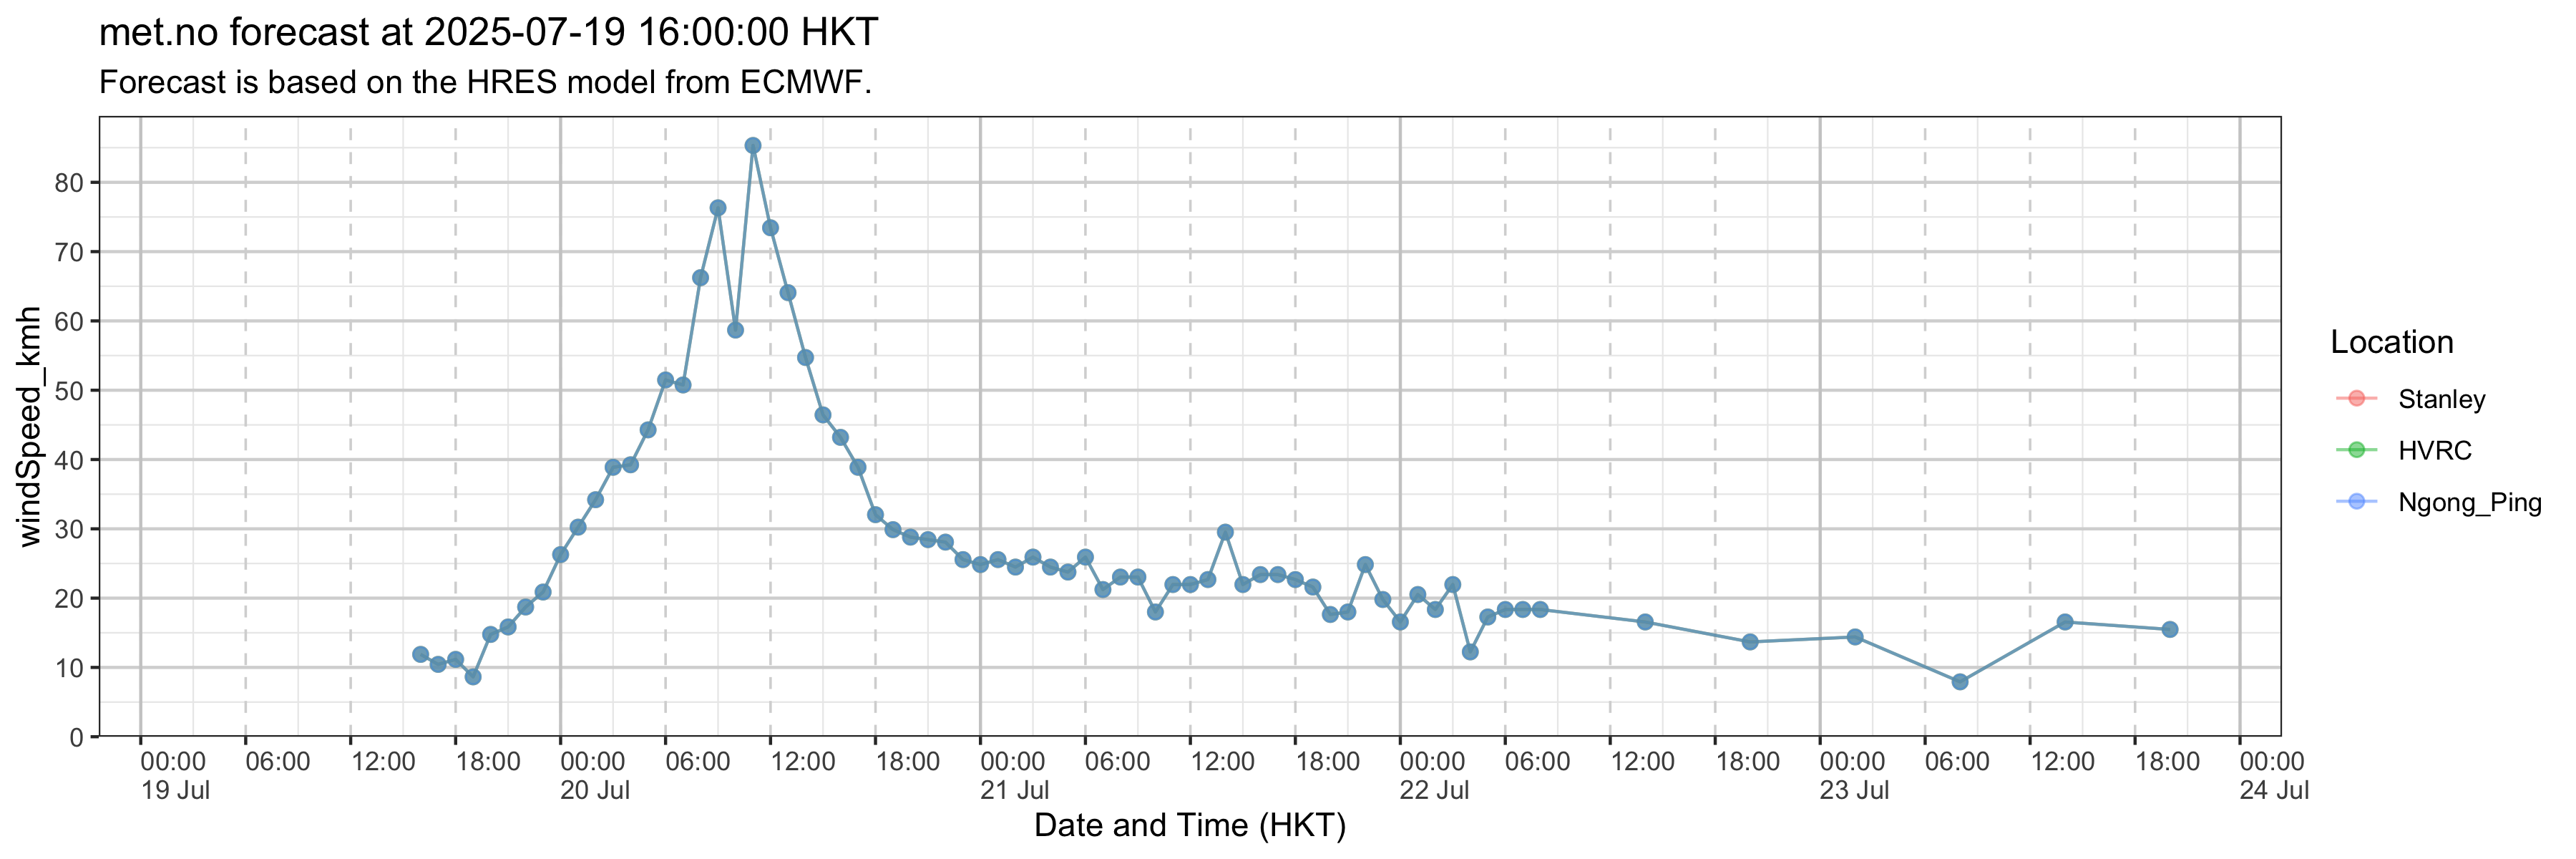 met.no forecast at 2025-07-19 16:00:00 HKT
Forecast is based on the HRES model from ECMWF.
windSpeed_kmh
80
70
60
50
40
30
20
10
0
00:00 06:00 12:00 18:00 00:00 06:00 12:00 18:00 00:00 06:00 12:00 18:00 00:00 06:00 12:00 18:00 00:00 06:00 12:00 18:00 00:00
19 Jul 20 Jul 21 Jul 22 Jul 23 Jul 24 Jul
Date and Time (HKT)
Location
Stanley
HVRC
Ngong_Ping